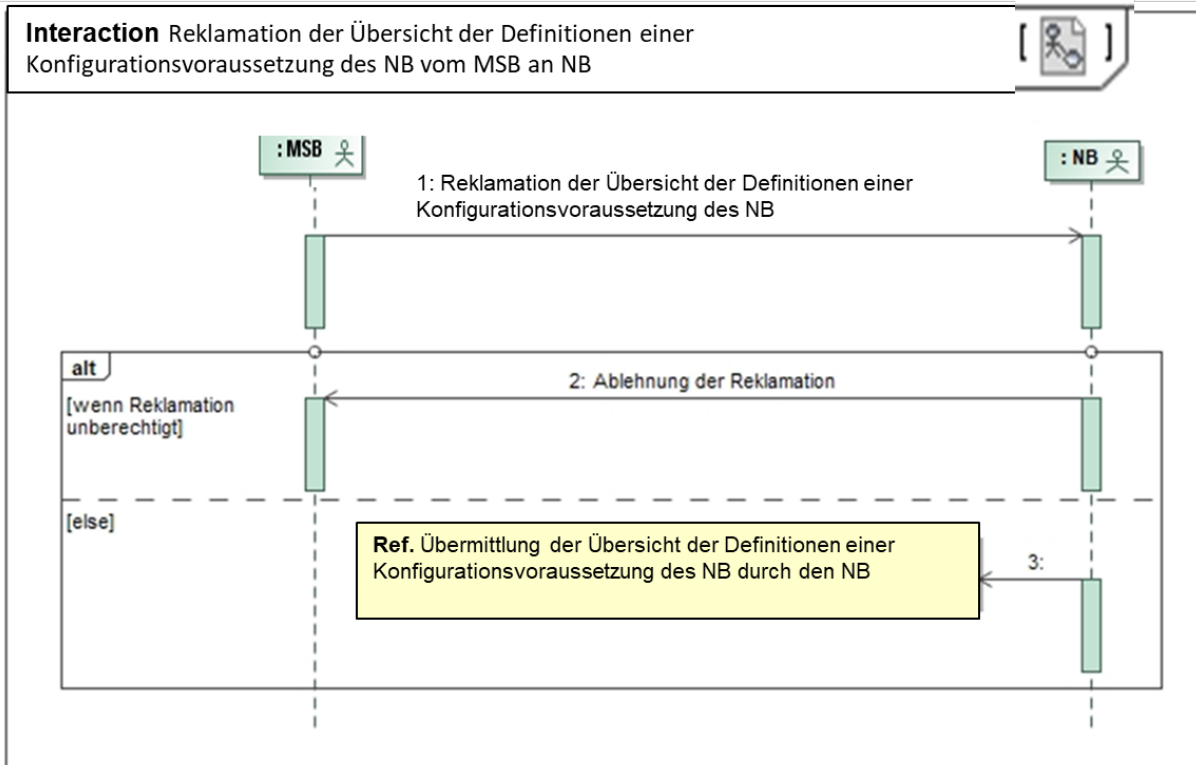 Interaction Reklamation der Übersicht der Definitionen einer
Konfigurationsvoraussetzung des NB vom MSB an NB
[ ]
: MSB
: NB
1: Reklamation der Übersicht der Definitionen einer
Konfigurationsvoraussetzung des NB
alt
2: Ablehnung der Reklamation
[wenn Reklamation
unberechtigt]
[else]
Ref. Übermittlung der Übersicht der Definitionen einer
Konfigurationsvoraussetzung des NB durch den NB
3: